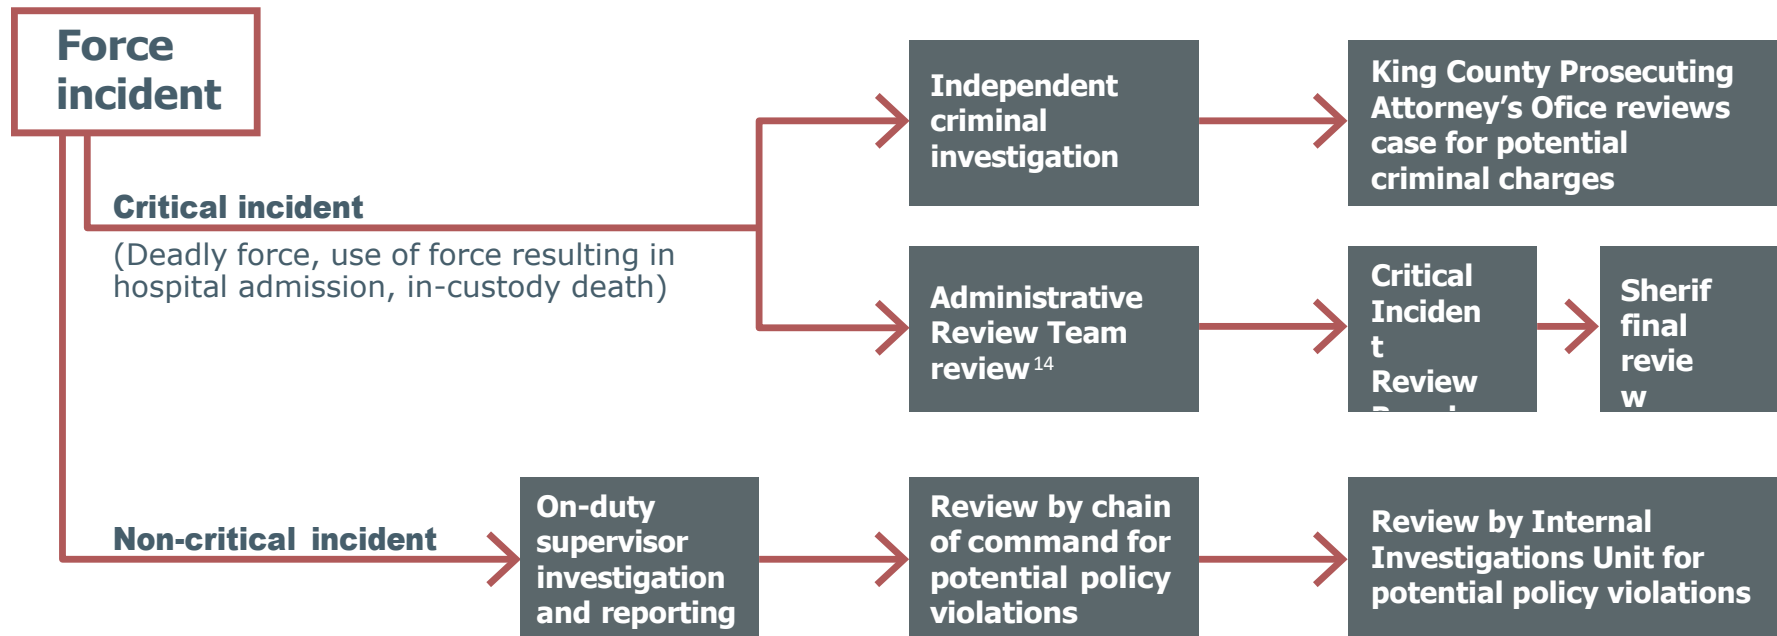 Force
incident
Critical incident
(Deadly force, use of force resulting in
hospital admission, in-custody death)
Independent
criminal
investigation
King County Prosecuting
Attorney’s Ofice reviews
case for potential
criminal charges
Administrative
Review Team
review 14
Critical
Inciden
t
Review
Sherif
final
revie
w
Non-critical incident
On-duty
supervisor
investigation
and reporting
Review by chain
of command for
potential policy
violations
Review by Internal
Investigations Unit for
potential policy violations